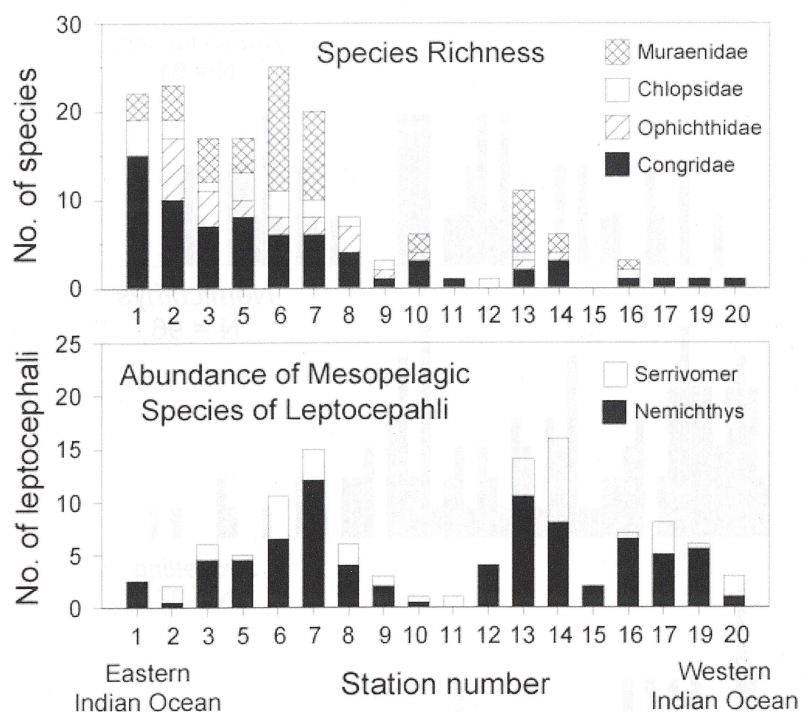 30
20
10
0
No. of species
Species Richness
Muraenidae
Chlopsidae
Ophichthidae
Congridae
1 2 3 5 6 7 8 9 10 11 12 13 14 15 16 17 19 20
25
20
15
10
5
0
No. of leptocephali
Abundance of Mesopelagic
Species of Leptocepahli
Serrivomer
Nemichthys
1 2 3 5 6 7 8 9 10 11 12 13 14 15 16 17 19 20
Eastern
Indian Ocean
Station number
Western
Indian Ocean